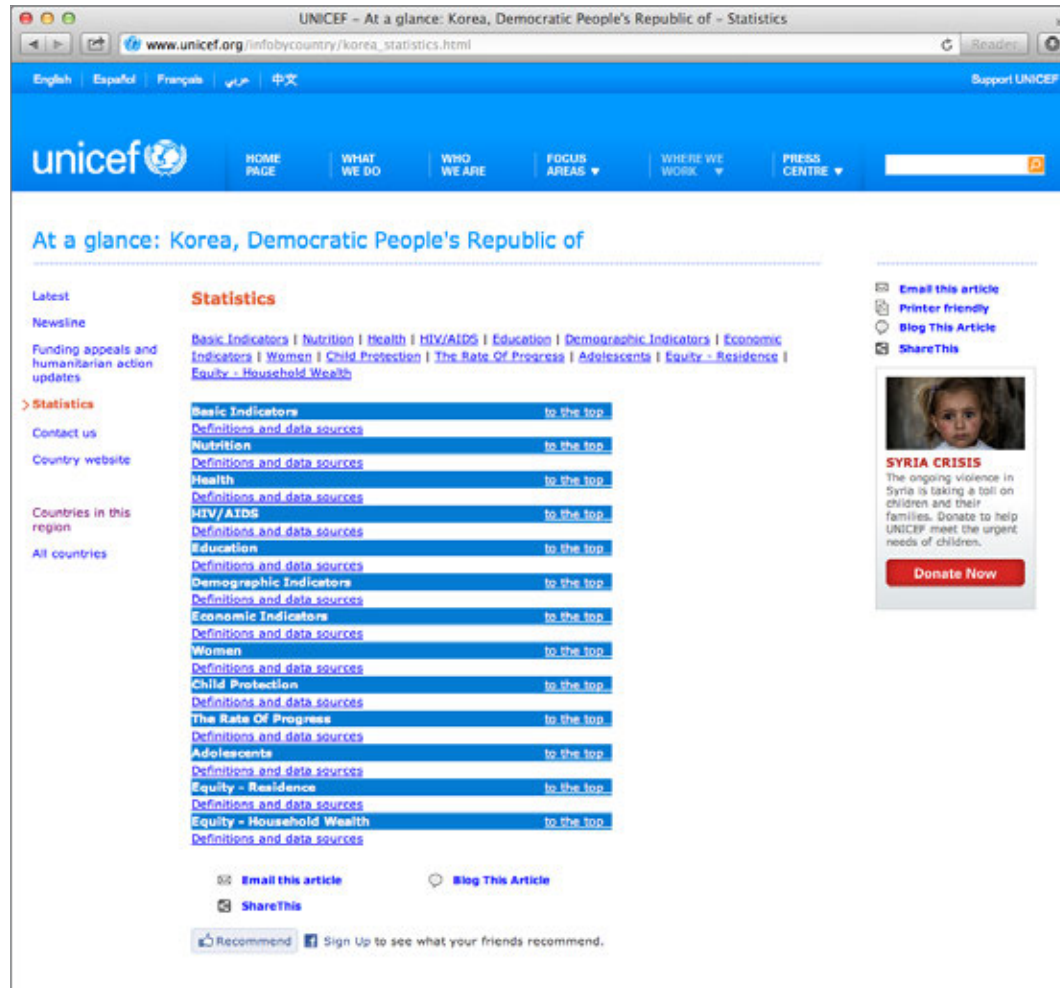 UNICEF – At a glance: Korea, Democratic People's Republic of – Statistics
www.unicef.org/infobycountry/korea_statistics.html
Reader
English | Español | Français | عربي | 中文
Support UNICEF
unicef
HOME PAGE
WHAT WE DO
WHO WE ARE
FOCUS AREAS ▼
WHERE WE WORK ▼
PRESS CENTRE ▼
At a glance: Korea, Democratic People's Republic of
Latest
Newsline
Funding appeals and
humanitarian action
updates
Statistics
Contact us
Country website
Countries in this
region
All countries
Statistics
Basic Indicators | Nutrition | Health | HIV/AIDS | Education | Demographic Indicators | Economic
Indicators | Women | Child Protection | The Rate Of Progress | Adolescents | Equity - Residence |
Equity - Household Wealth
Basic Indicators to the top
Definitions and data sources
Nutrition to the top
Definitions and data sources
Health to the top
Definitions and data sources
HIV/AIDS to the top
Definitions and data sources
Education to the top
Definitions and data sources
Demographic Indicators to the top
Definitions and data sources
Economic Indicators to the top
Definitions and data sources
Women to the top
Definitions and data sources
Child Protection to the top
Definitions and data sources
The Rate Of Progress to the top
Definitions and data sources
Adolescents to the top
Definitions and data sources
Equity - Residence to the top
Definitions and data sources
Equity - Household Wealth to the top
Definitions and data sources
Email this article
Blog This Article
ShareThis
Recommend
Sign Up to see what your friends recommend.
Email this article
Printer friendly
Blog This Article
ShareThis
SYRIA CRISIS
The ongoing violence in
Syria is taking a toll on
children and their
families. Donate to help
UNICEF meet the urgent
needs of children.
Donate Now